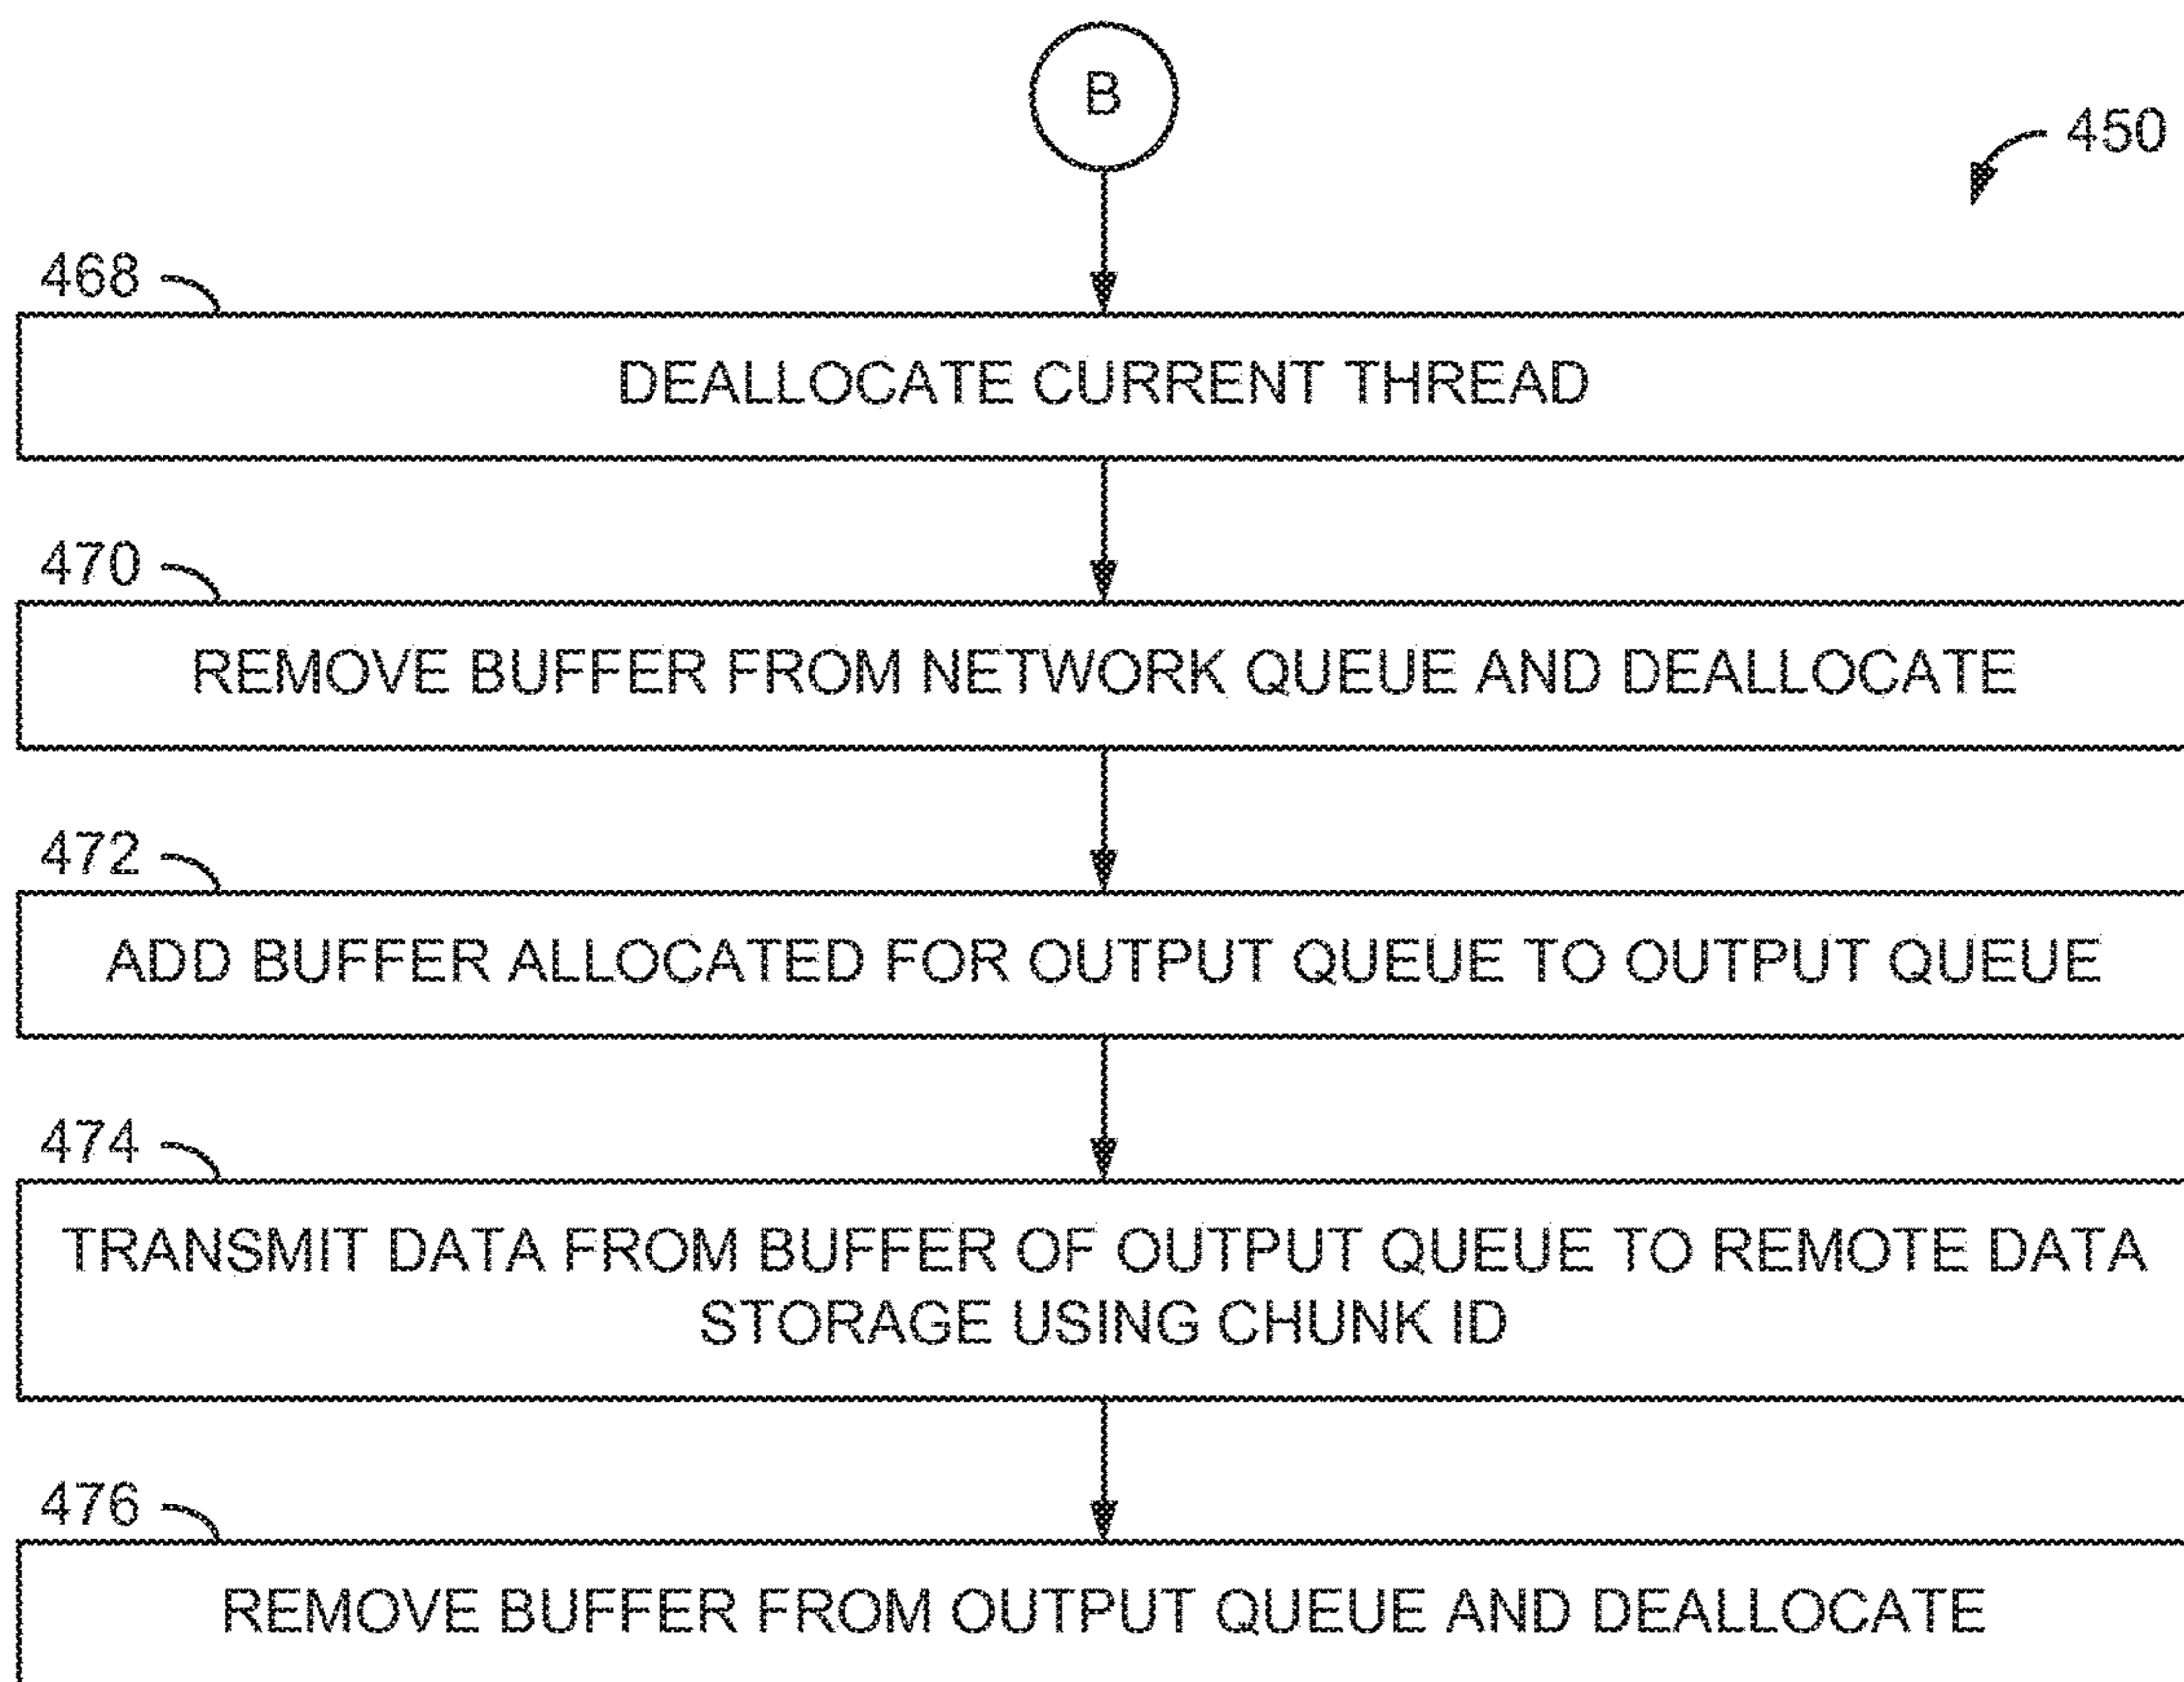 B
450
468
DEALLOCATE CURRENT THREAD
470
REMOVE BUFFER FROM NETWORK QUEUE AND DEALLOCATE
472
ADD BUFFER ALLOCATED FOR OUTPUT QUEUE TO OUTPUT QUEUE
474
TRANSMIT DATA FROM BUFFER OF OUTPUT QUEUE TO REMOTE DATA
STORAGE USING CHUNK ID
476
REMOVE BUFFER FROM OUTPUT QUEUE AND DEALLOCATE